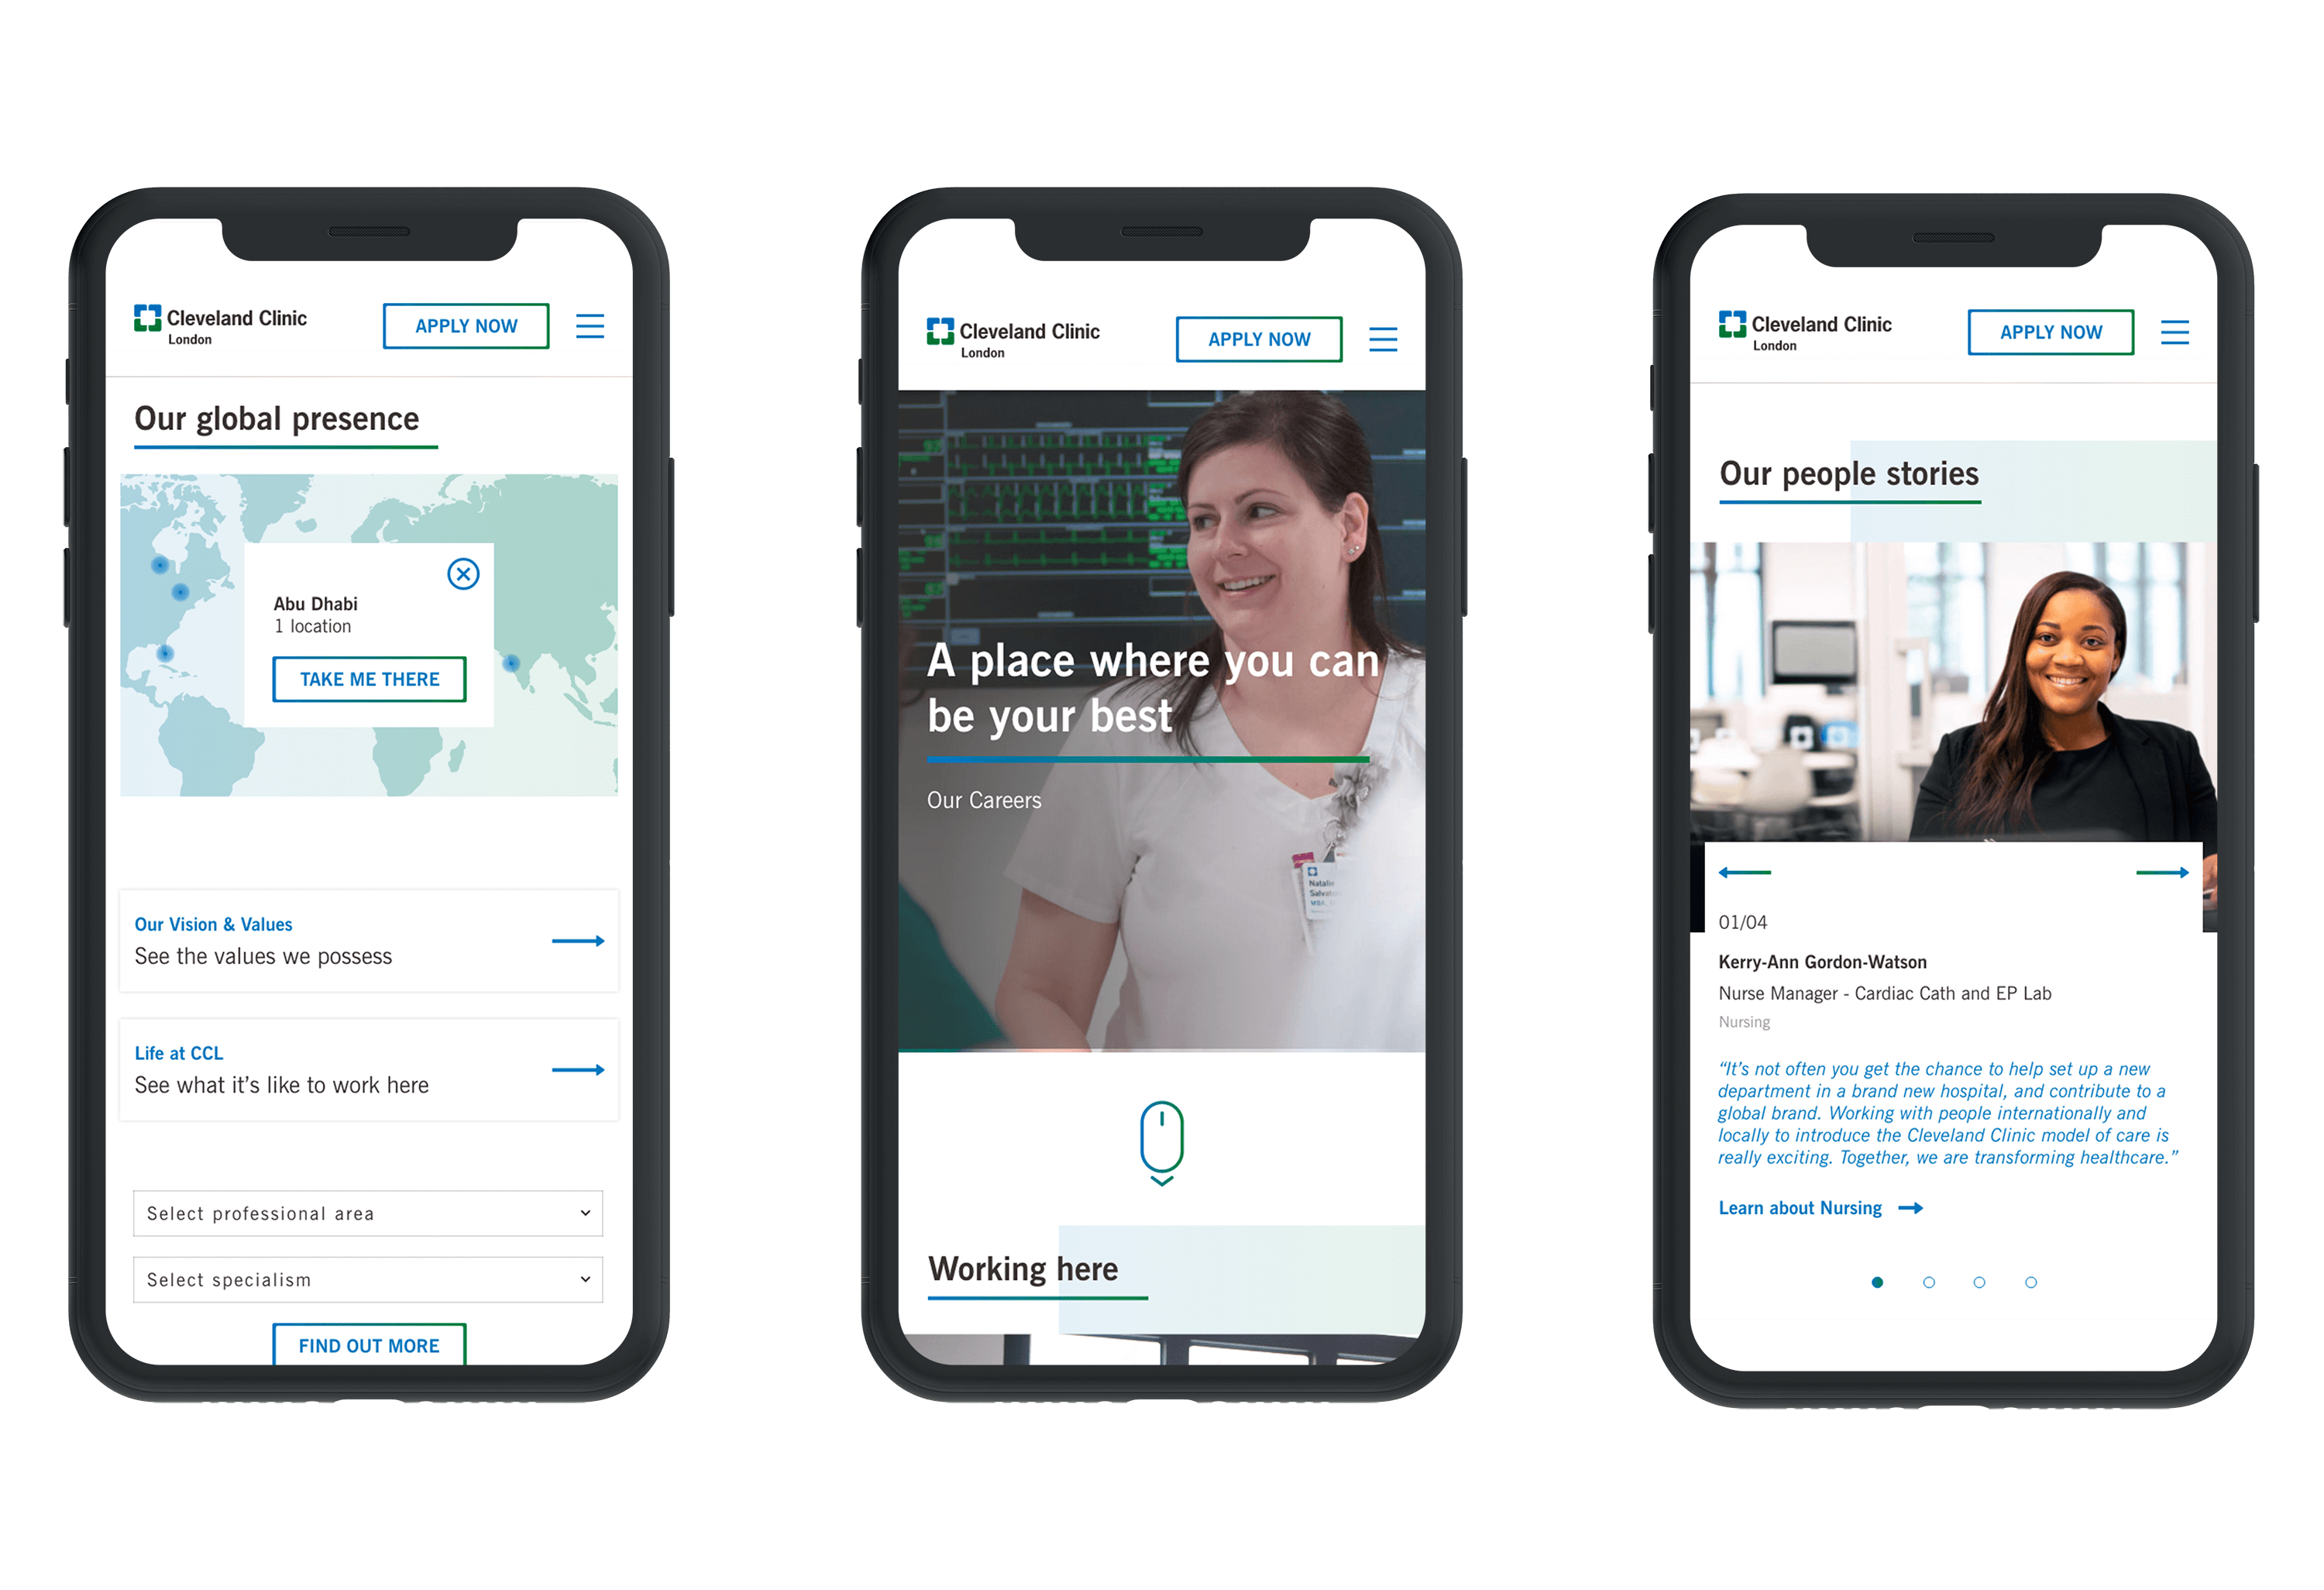 Cleveland Clinic
London
APPLY NOW
Our global presence
Abu Dhabi
1 location
TAKE ME THERE
Our Vision & Values
See the values we possess
Life at CCL
See what it's like to work here
Select professional area
Select specialism
FIND OUT MORE
Cleveland Clinic
London
APPLY NOW
A place where you can
be your best
Our Careers
Natalie
MBA,
Working here
Cleveland Clinic
London
APPLY NOW
Our people stories
01/04
Kerry-Ann Gordon-Watson
Nurse Manager - Cardiac Cath and EP Lab
Nursing
“It’s not often you get the chance to help set up a new
department in a brand new hospital, and contribute to a
global brand. Working with people internationally and
locally to introduce the Cleveland Clinic model of care is
really exciting. Together, we are transforming healthcare.”
Learn about Nursing